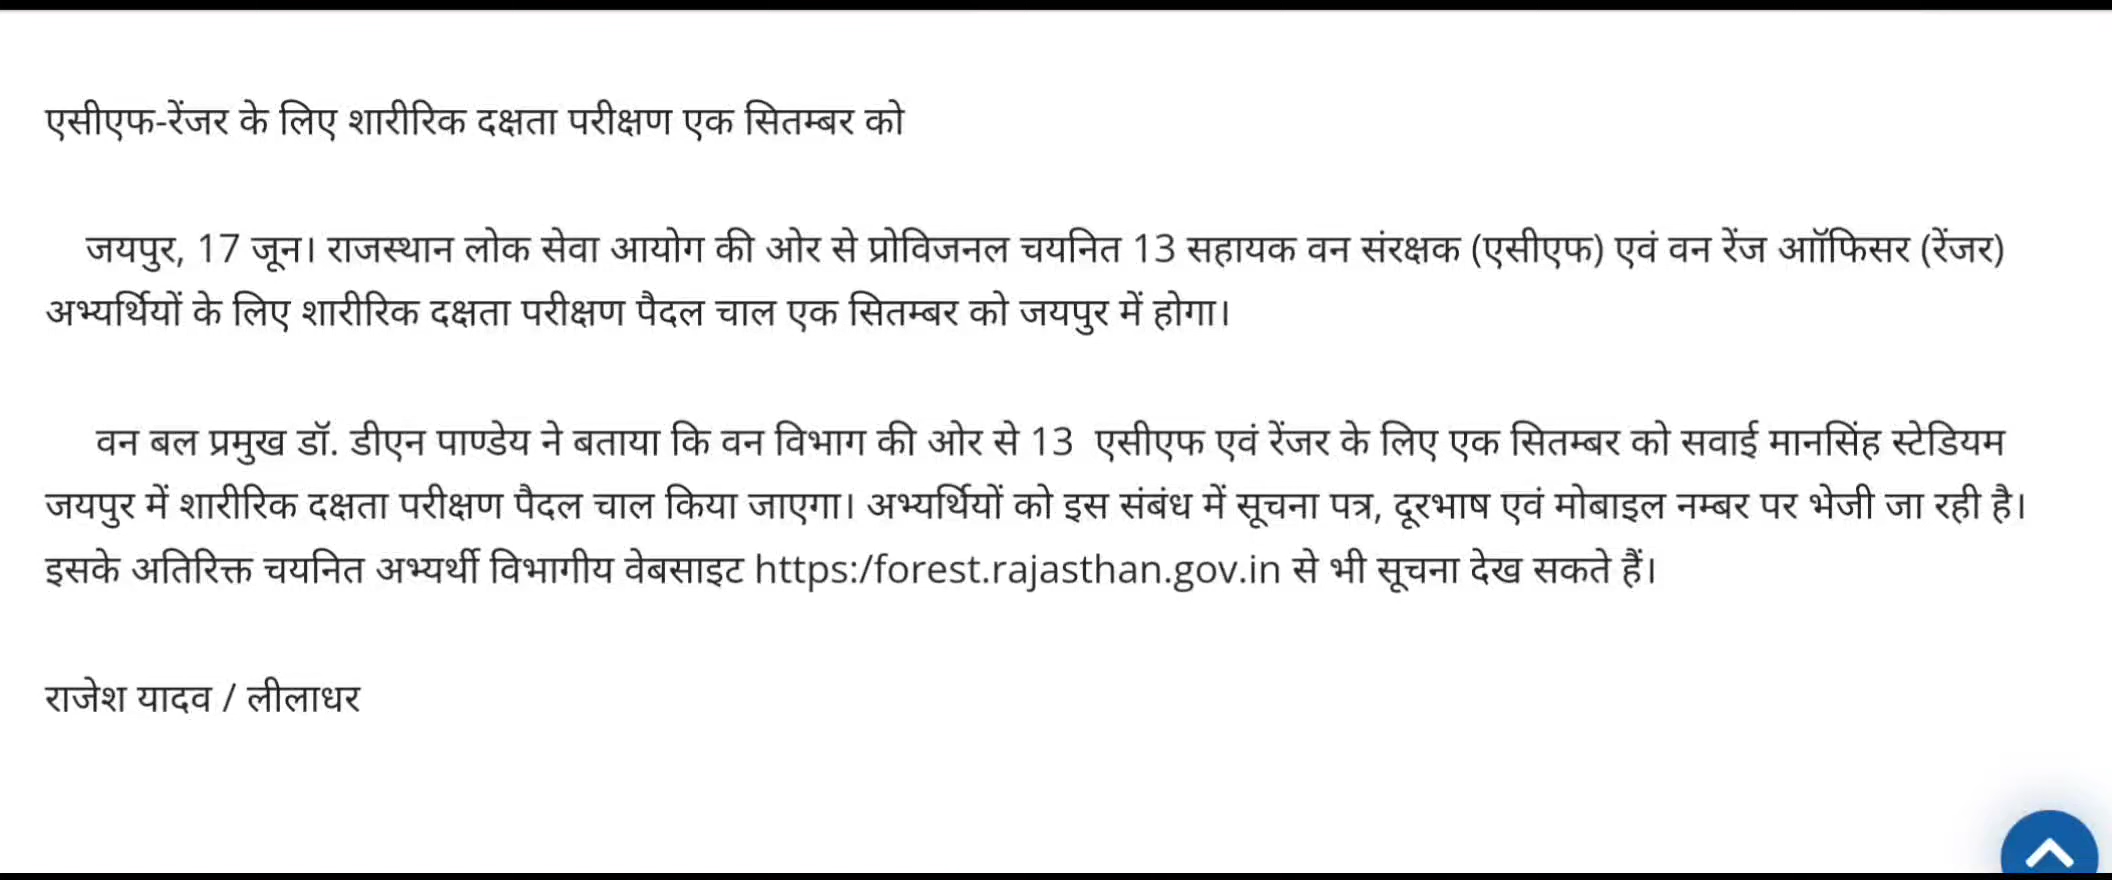 एसीएफ-रेंजर के लिए शारीरिक दक्षता परीक्षण एक सितम्बर को
जयपुर, 17 जून। राजस्थान लोक सेवा आयोग की ओर से प्रोविजनल चयनित 13 सहायक वन संरक्षक (एसीएफ) एवं वन रेंज आॅफिसर (रेंजर)
अभ्यर्थियों के लिए शारीरिक दक्षता परीक्षण पैदल चाल एक सितम्बर को जयपुर में होगा।
वन बल प्रमुख डॉ. डीएन पाण्डेय ने बताया कि वन विभाग की ओर से 13 एसीएफ एवं रेंजर के लिए एक सितम्बर को सवाई मानसिंह स्टेडियम
जयपुर में शारीरिक दक्षता परीक्षण पैदल चाल किया जाएगा। अभ्यर्थियों को इस संबंध में सूचना पत्र, दूरभाष एवं मोबाइल नम्बर पर भेजी जा रही है।
इसके अतिरिक्त चयनित अभ्यर्थी विभागीय वेबसाइट https:/forest.rajasthan.gov.in से भी सूचना देख सकते हैं।
राजेश यादव / लीलाधर